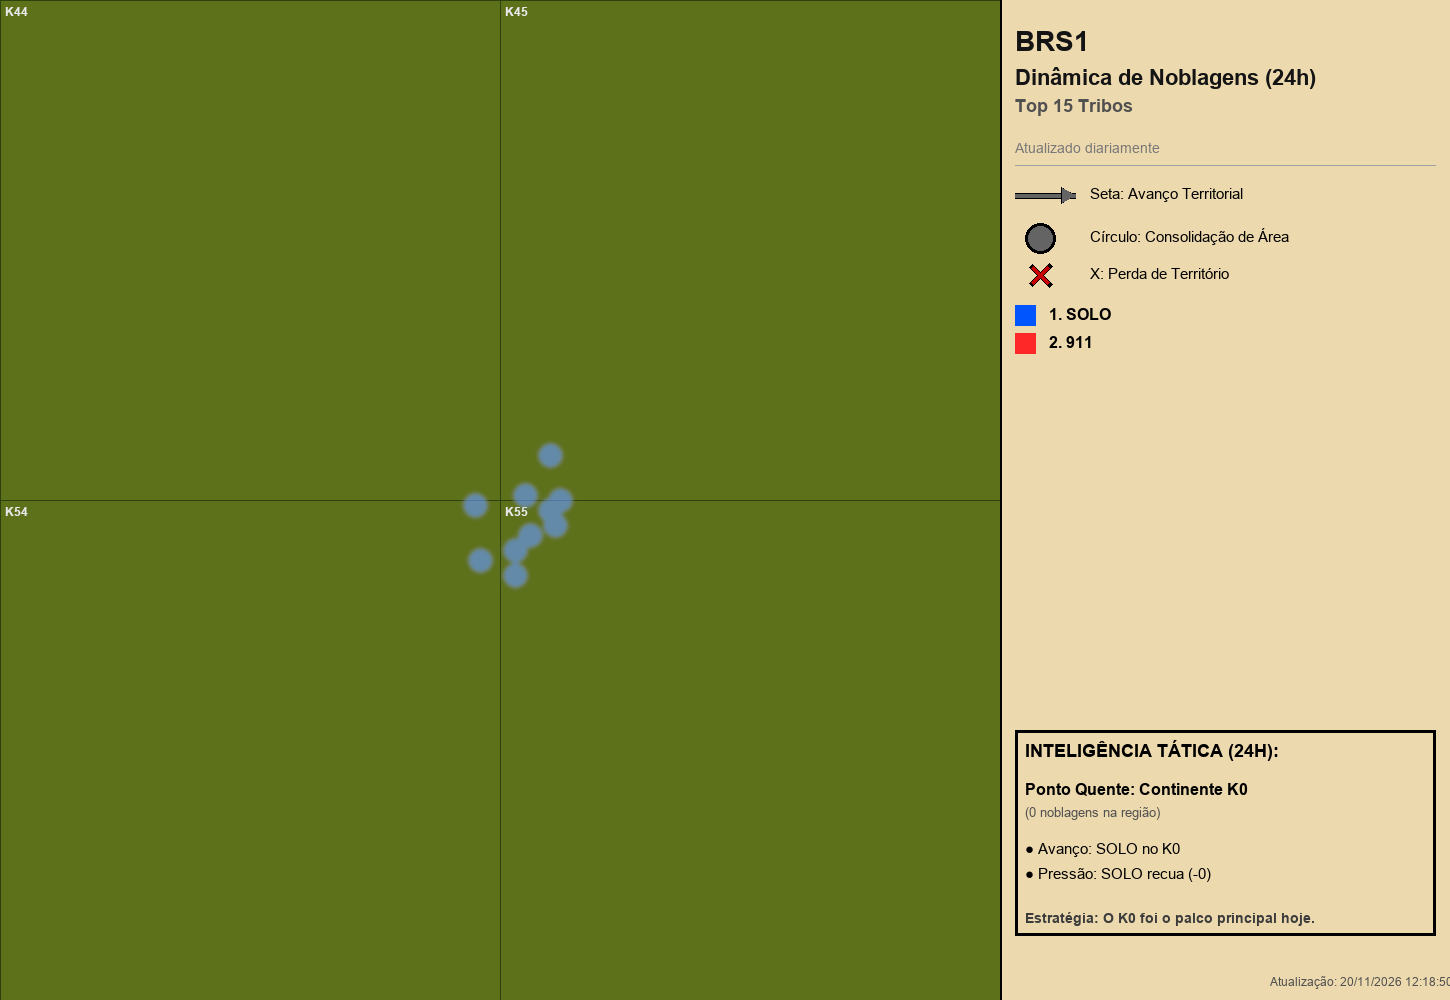 K44
K45
K54
K55
BRS1
Dinâmica de Noblagens (24h)
Top 15 Tribos
Atualizado diariamente
Seta: Avanço Territorial
Círculo: Consolidação de Área
X: Perda de Território
1. SOLO
2. 911
INTELIGÊNCIA TÁTICA (24H):
Ponto Quente: Continente K0
(0 noblagens na região)
● Avanço: SOLO no K0
● Pressão: SOLO recua (-0)
Estratégia: O K0 foi o palco principal hoje.
Atualização: 20/11/2026 12:18:50